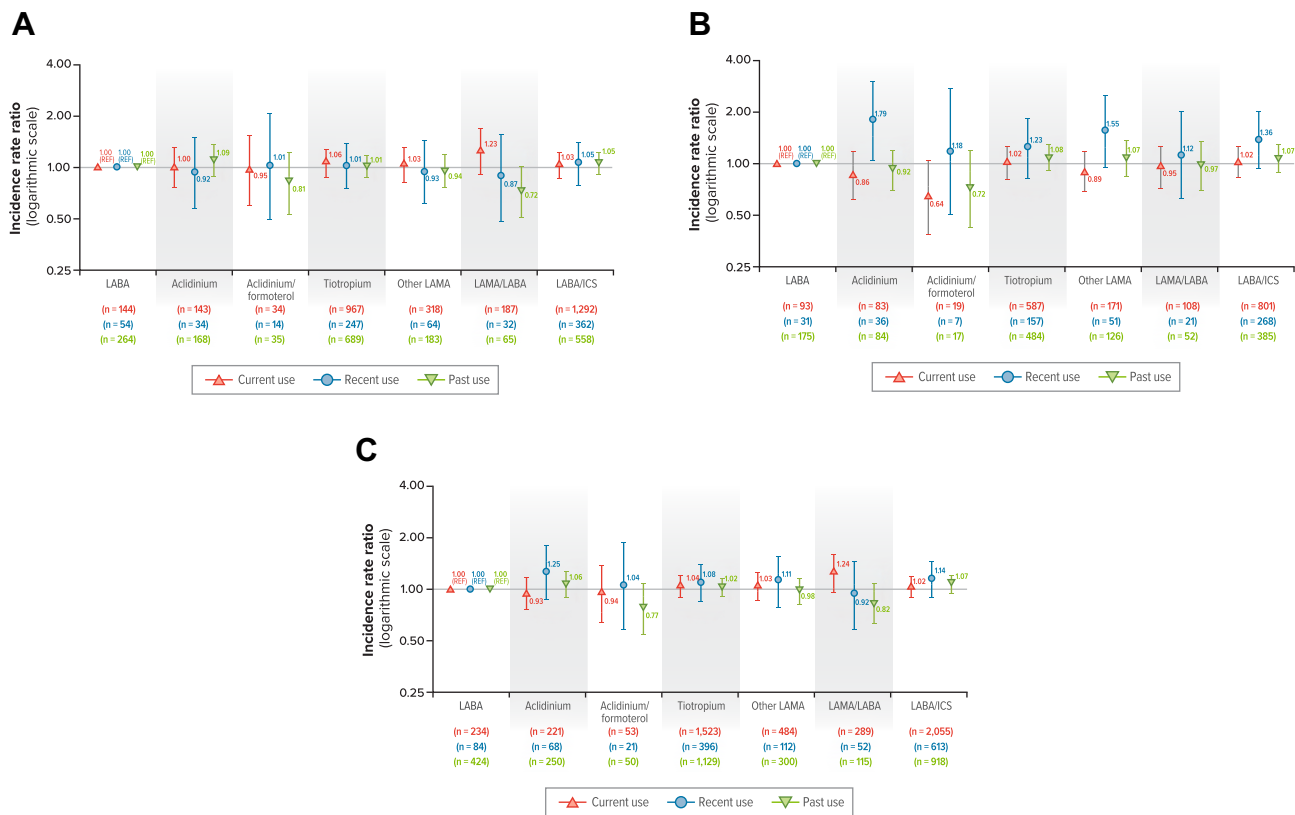 A
Incidence rate ratio
(logarithmic scale)
4.00
2.00
1.00
0.50
0.25
1.00 (REF) 1.00 (REF) 1.00 (REF)
1.00 0.92 1.09
0.95 1.01 0.81
1.06 1.01 1.01
1.03 0.93 0.94
1.23 0.87 0.72
1.03 1.05 1.05
LABA Aclidinium Aclidinium/formoterol Tiotropium Other LAMA LAMA/LABA LABA/ICS
(n = 144) (n = 143) (n = 34) (n = 967) (n = 318) (n = 187) (n = 1,292)
(n = 54) (n = 34) (n = 14) (n = 247) (n = 64) (n = 32) (n = 362)
(n = 264) (n = 168) (n = 35) (n = 689) (n = 183) (n = 65) (n = 558)
Current use Recent use Past use
B
Incidence rate ratio
(logarithmic scale)
4.00
2.00
1.00
0.50
0.25
1.00 (REF) 1.00 (REF) 1.00 (REF)
0.86 1.79 0.92
0.64 1.18 0.72
1.02 1.23 1.08
0.89 1.55 1.07
0.95 1.12 0.97
1.02 1.36 1.07
LABA Aclidinium Aclidinium/formoterol Tiotropium Other LAMA LAMA/LABA LABA/ICS
(n = 93) (n = 83) (n = 19) (n = 587) (n = 171) (n = 108) (n = 801)
(n = 31) (n = 36) (n = 7) (n = 157) (n = 51) (n = 21) (n = 268)
(n = 175) (n = 84) (n = 17) (n = 484) (n = 126) (n = 52) (n = 385)
Current use Recent use Past use
C
Incidence rate ratio
(logarithmic scale)
4.00
2.00
1.00
0.50
0.25
1.00 (REF) 1.00 (REF) 1.00 (REF)
0.93 1.25 1.06
0.94 1.04 0.77
1.04 1.08 1.02
1.03 1.11 0.98
1.24 0.92 0.82
1.02 1.14 1.07
LABA Aclidinium Aclidinium/formoterol Tiotropium Other LAMA LAMA/LABA LABA/ICS
(n = 234) (n = 221) (n = 53) (n = 1,523) (n = 484) (n = 289) (n = 2,055)
(n = 84) (n = 68) (n = 21) (n = 396) (n = 112) (n = 52) (n = 613)
(n = 424) (n = 250) (n = 50) (n = 1,129) (n = 300) (n = 115) (n = 918)
Current use Recent use Past use